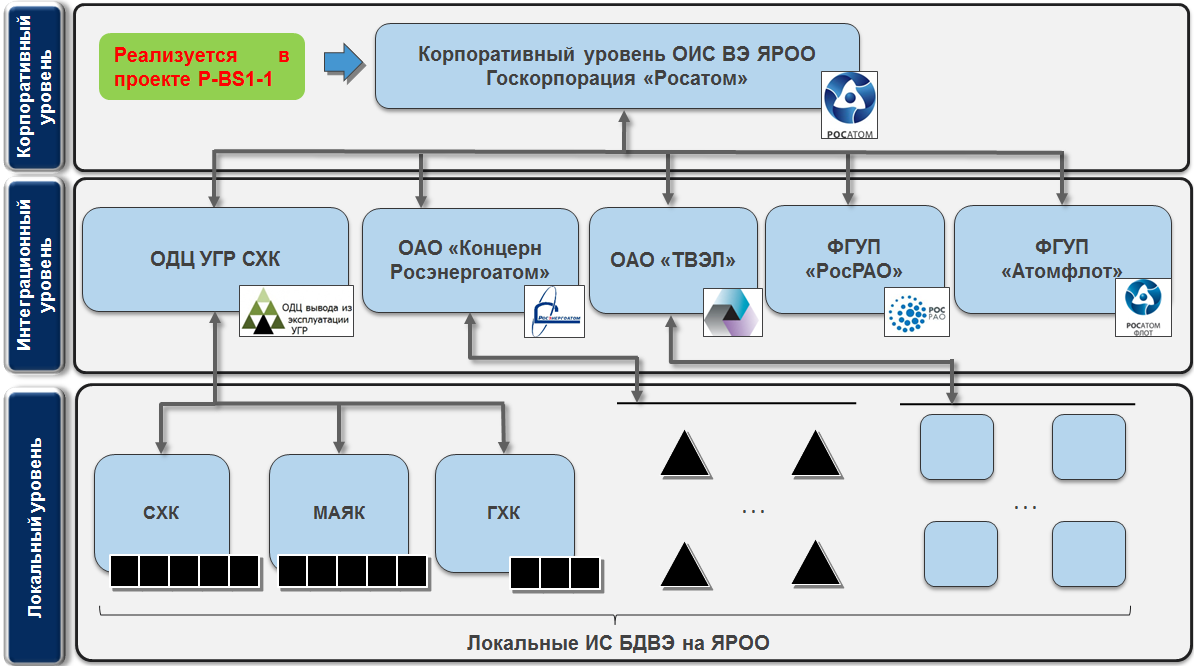 Корпоративный
уровень
Реализуется в
проекте P-BS1-1
Корпоративный уровень ОИС ВЭ ЯРОО
Госкорпорация «Росатом»
РОСАТОМ
Интеграционный
уровень
ОДЦ УГР СХК
ОДЦ вывода из
эксплуатации
УГР
ОАО «Концерн
Росэнергоатом»
РОСЭНЕРГОАТОМ
ОАО «ТВЭЛ»
ФГУП
«РосРАО»
РОС
РАО
ФГУП
«Атомфлот»
РОСАТОМ
ФЛОТ
Локальный уровень
СХК
МАЯК
ГХК
...
...
Локальные ИС БДВЭ на ЯРОО